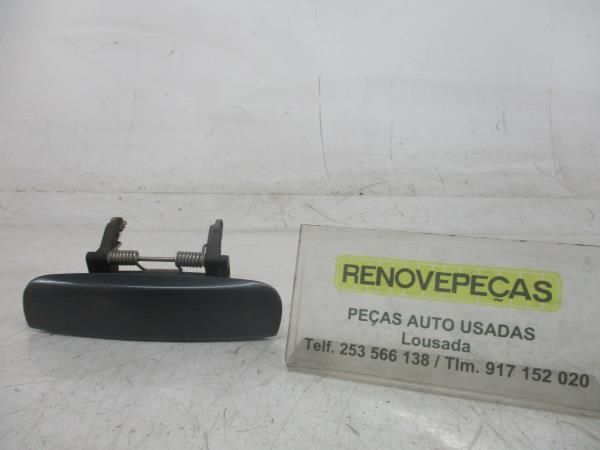 RENOVEPEÇAS
PEÇAS AUTO USADAS
Lousada
Telf. 253 566 138 / Tlm. 917 152 020